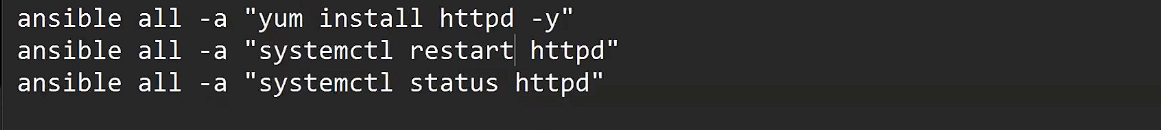 ansible all -a "yum install httpd -y"
ansible all -a "systemctl restart httpd"
ansible all -a "systemctl status httpd"